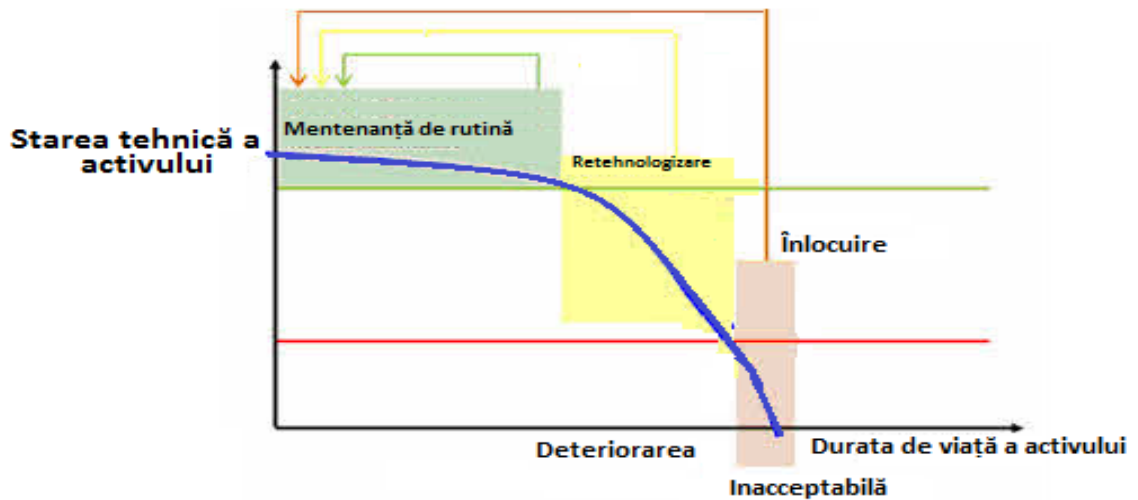 Mentenanță de rutină
Starea tehnică a
activului
Retehnologizare
Înlocuire
Deteriorarea
Durata de viață a activului
Inacceptabilă